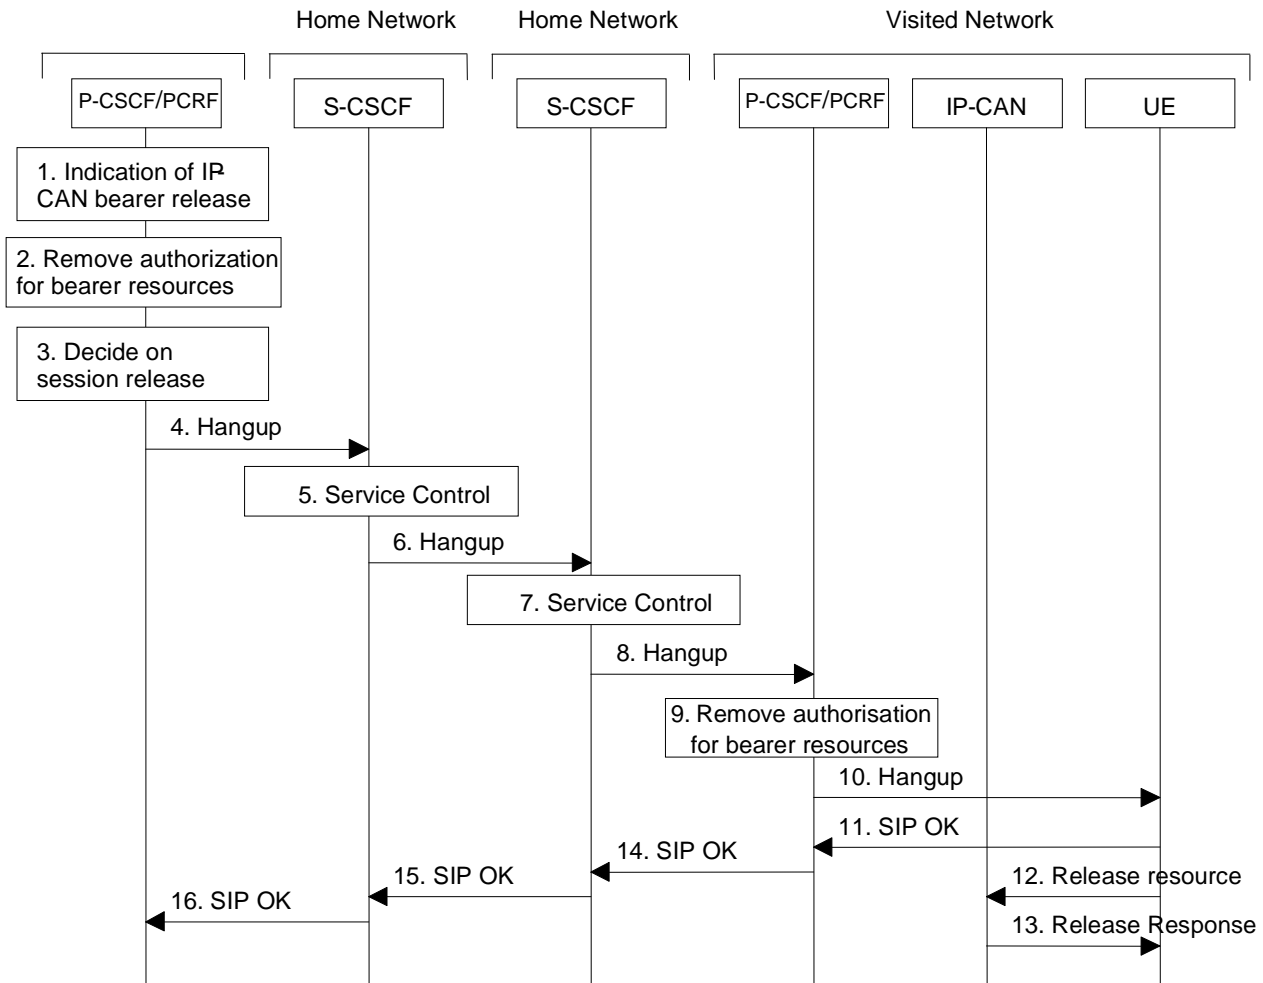 Home Network
Home Network
Visited Network
P-CSCF/PCRF
S-CSCF
S-CSCF
P-CSCF/PCRF
IP-CAN
UE
1. Indication of IP-
CAN bearer release
2. Remove authorization
for bearer resources
3. Decide on
session release
4. Hangup
5. Service Control
6. Hangup
7. Service Control
8. Hangup
9. Remove authorisation
for bearer resources
10. Hangup
11. SIP OK
14. SIP OK
15. SIP OK
12. Release resource
16. SIP OK
13. Release Response